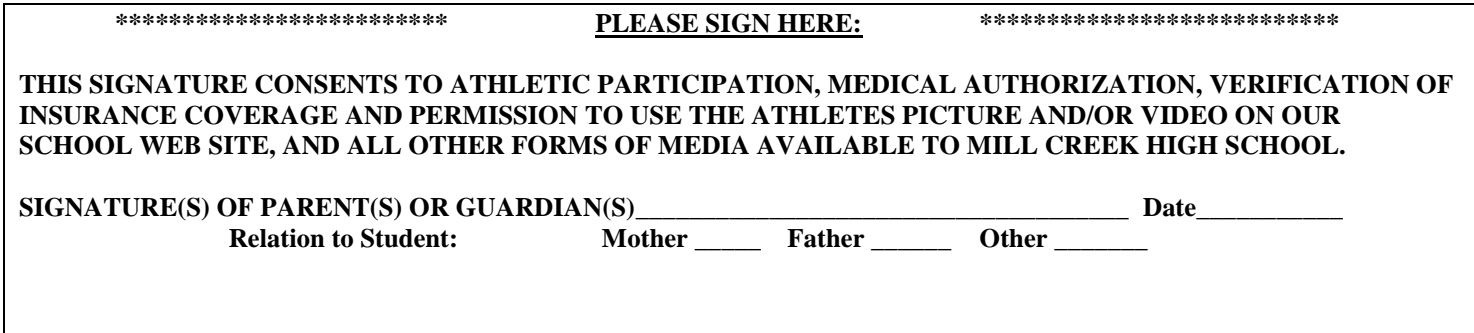 ************************* PLEASE SIGN HERE: ***************************
THIS SIGNATURE CONSENTS TO ATHLETIC PARTICIPATION, MEDICAL AUTHORIZATION, VERIFICATION OF
INSURANCE COVERAGE AND PERMISSION TO USE THE ATHLETES PICTURE AND/OR VIDEO ON OUR
SCHOOL WEB SITE, AND ALL OTHER FORMS OF MEDIA AVAILABLE TO MILL CREEK HIGH SCHOOL.
SIGNATURE(S) OF PARENT(S) OR GUARDIAN(S)_____________________________________ Date___________
Relation to Student: Mother _____ Father ______ Other _______